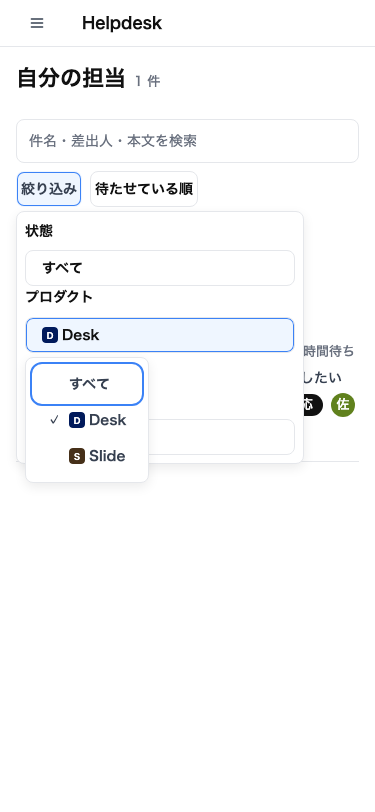 Helpdesk
自分の担当 1 件
件名・差出人・本文を検索
絞り込み 待たせている順
状態
すべて
プロダクト
D Desk
時間待ち
すべて
したい
✓ D Desk
佐
S Slide